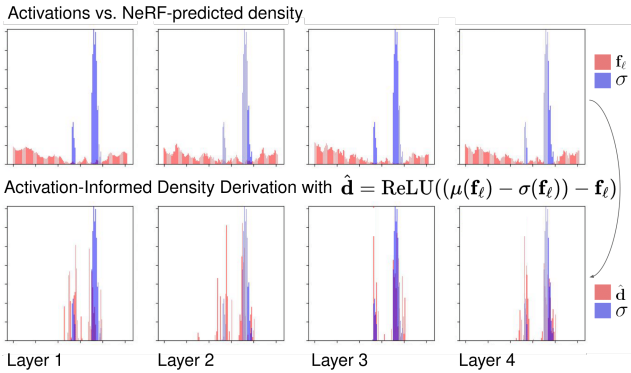 Activations vs. NeRF-predicted density
f_ℓ
σ
Activation-Informed Density Derivation with d̂ = ReLU((μ(f_ℓ) − σ(f_ℓ)) − f_ℓ)
d̂
σ
Layer 1 Layer 2 Layer 3 Layer 4